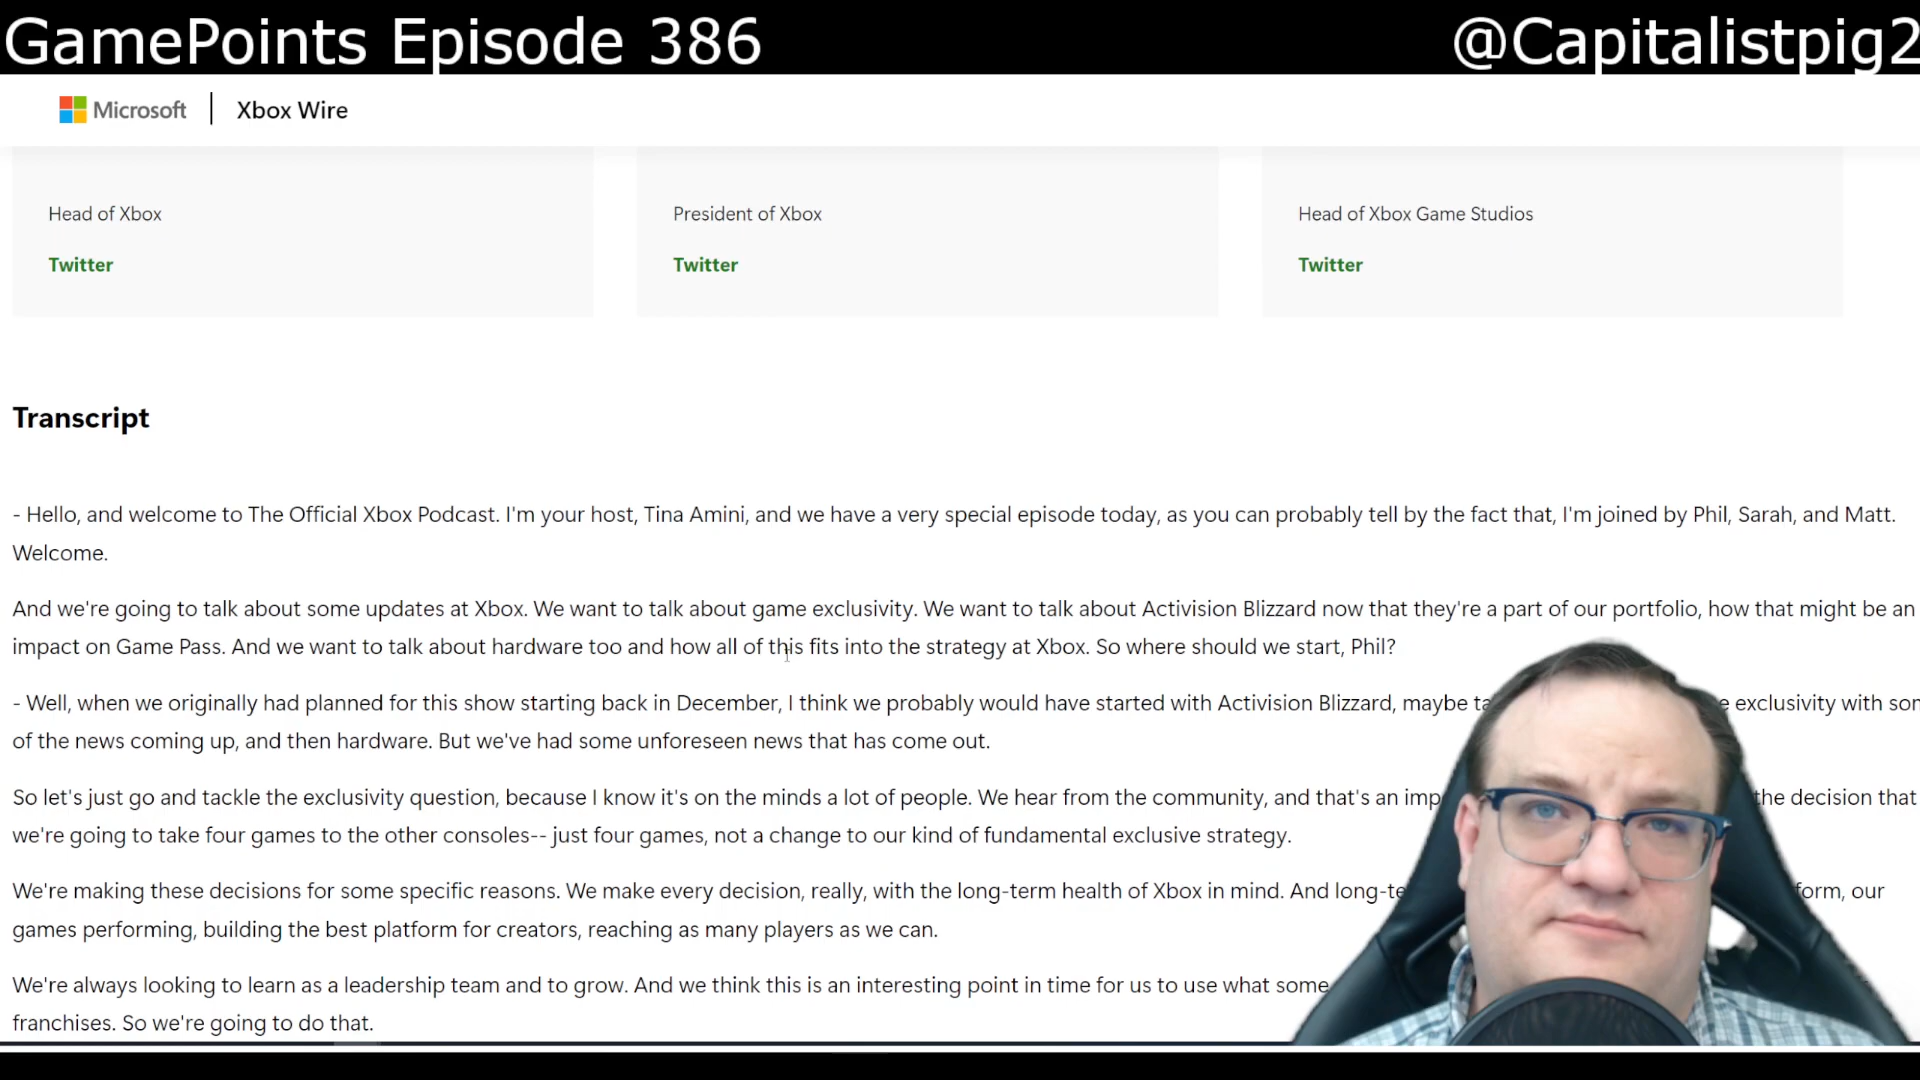 GamePoints Episode 386
@Capitalistpig2
Microsoft | Xbox Wire
Head of Xbox
President of Xbox
Head of Xbox Game Studios
Twitter
Twitter
Twitter
Transcript
- Hello, and welcome to The Official Xbox Podcast. I'm your host, Tina Amini, and we have a very special episode today, as you can probably tell by the fact that, I'm joined by Phil, Sarah, and Matt.
Welcome.
And we're going to talk about some updates at Xbox. We want to talk about game exclusivity. We want to talk about Activision Blizzard now that they're a part of our portfolio, how that might be an
impact on Game Pass. And we want to talk about hardware too and how all of this fits into the strategy at Xbox. So where should we start, Phil?
- Well, when we originally had planned for this show starting back in December, I think we probably would have started with Activision Blizzard, maybe exclusivity with
of the news coming up, and then hardware. But we've had some unforeseen news that has come out.
So let's just go and tackle the exclusivity question, because I know it's on the minds a lot of people. We hear from the community, and that's an the decision that
we're going to take four games to the other consoles-- just four games, not a change to our kind of fundamental exclusive strategy.
We're making these decisions for some specific reasons. We make every decision, really, with the long-term health of Xbox in mind. And our
games performing, building the best platform for creators, reaching as many players as we can.
We're always looking to learn as a leadership team and to grow. And we think this is an interesting point in time for us to use what some
franchises. So we're going to do that.